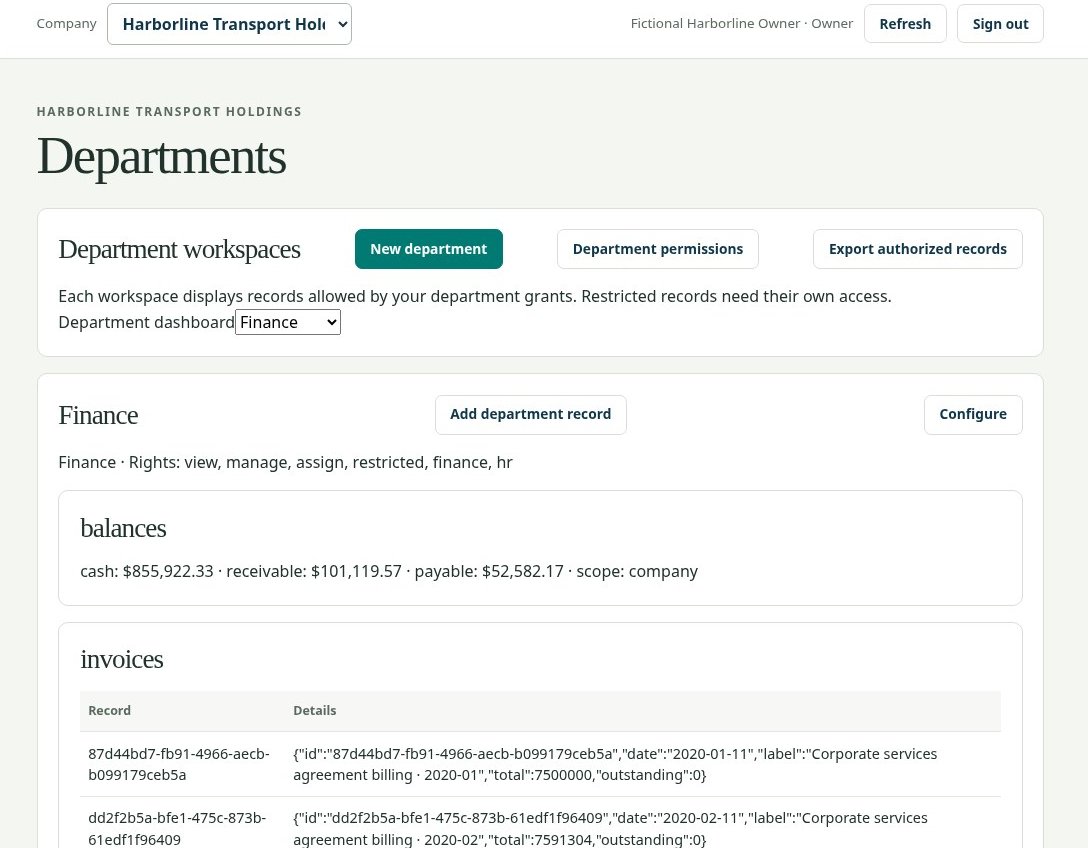 Company Harborline Transport Hol Fictional Harborline Owner · Owner Refresh Sign out
HARBORLINE TRANSPORT HOLDINGS
Departments
Department workspaces New department Department permissions Export authorized records
Each workspace displays records allowed by your department grants. Restricted records need their own access.
Department dashboard Finance
Finance Add department record Configure
Finance · Rights: view, manage, assign, restricted, finance, hr
balances
cash: $855,922.33 · receivable: $101,119.57 · payable: $52,582.17 · scope: company
invoices
Record Details
87d44bd7-fb91-4966-aecb- {"id":"87d44bd7-fb91-4966-aecb-b099179ceb5a","date":"2020-01-11","label":"Corporate services
b099179ceb5a agreement billing · 2020-01","total":7500000,"outstanding":0}
dd2f2b5a-bfe1-475c-873b- {"id":"dd2f2b5a-bfe1-475c-873b-61edf1f96409","date":"2020-02-11","label":"Corporate services
61edf1f96409 agreement billing · 2020-02","total":7591304,"outstanding":0}